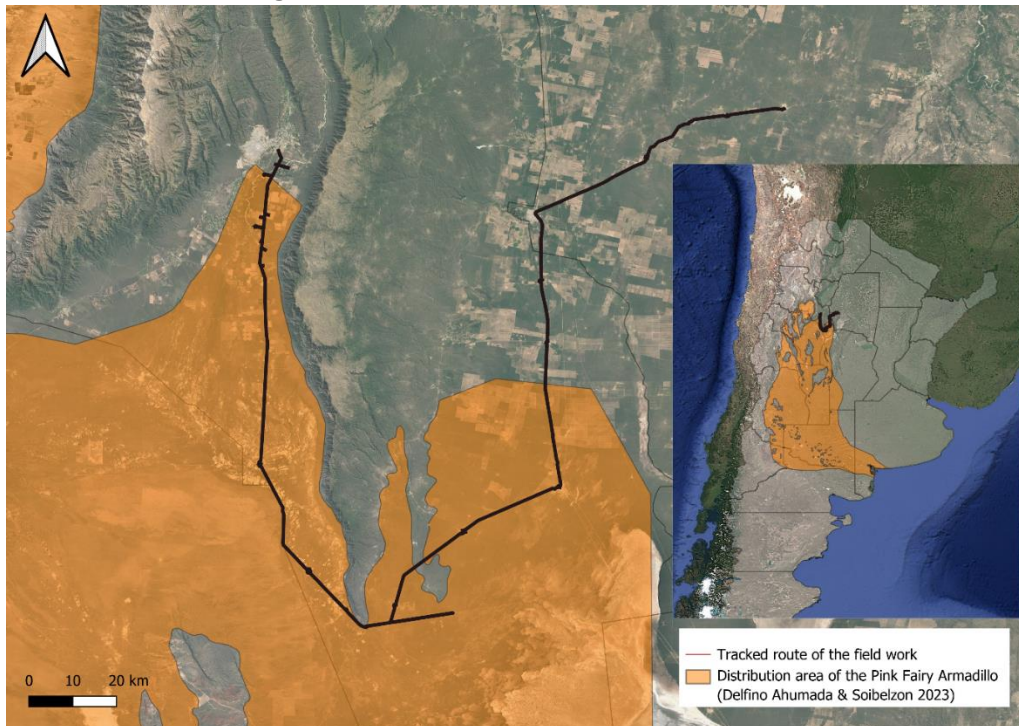 0
10
20 km
Tracked route of the field work
Distribution area of the Pink Fairy Armadillo
(Delfino Ahumada & Soibelzon 2023)